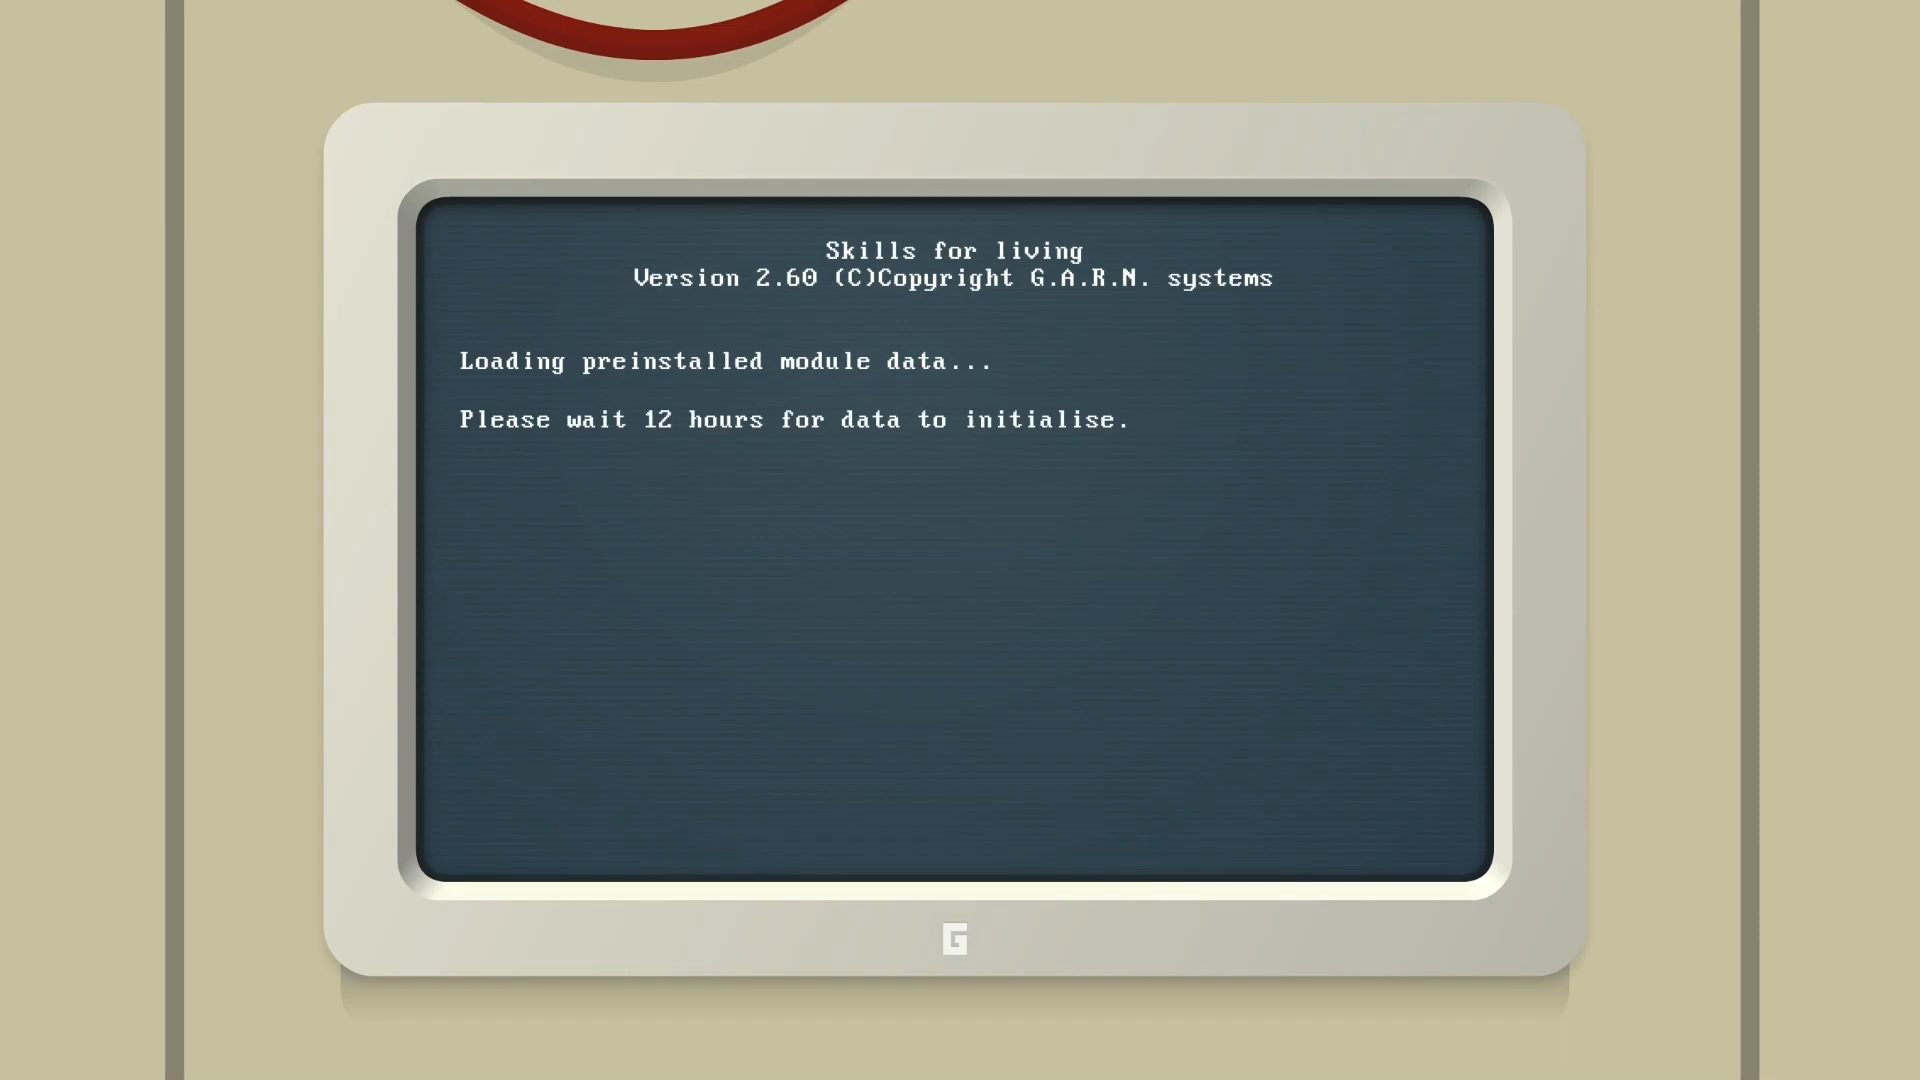 Skills for living
Version 2.60 (C)Copyright G.A.R.N. systems
Loading preinstalled module data...
Please wait 12 hours for data to initialise.
G